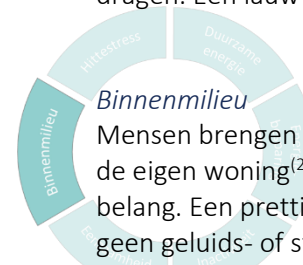 dragen. Een lauw
Hittestress
Duurzame
energie
Binnenmilieu
Binnenmilieu
Mensen brengen
de eigen woning(2
belang. Een pretti
geen geluids- of s